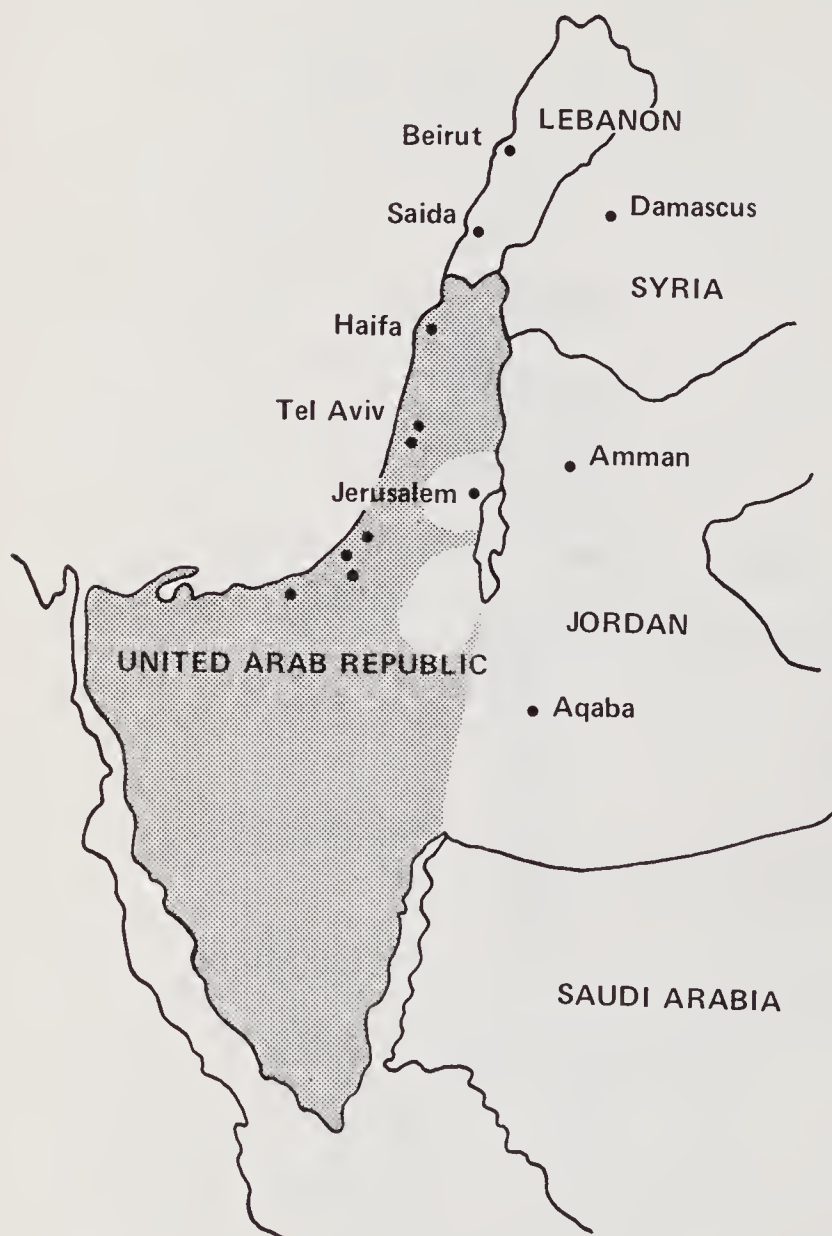 LEBANON
Beirut
Saida
Damascus
SYRIA
Haifa
Tel Aviv
Amman
Jerusalem
JORDAN
UNITED ARAB REPUBLIC
Aqaba
SAUDI ARABIA